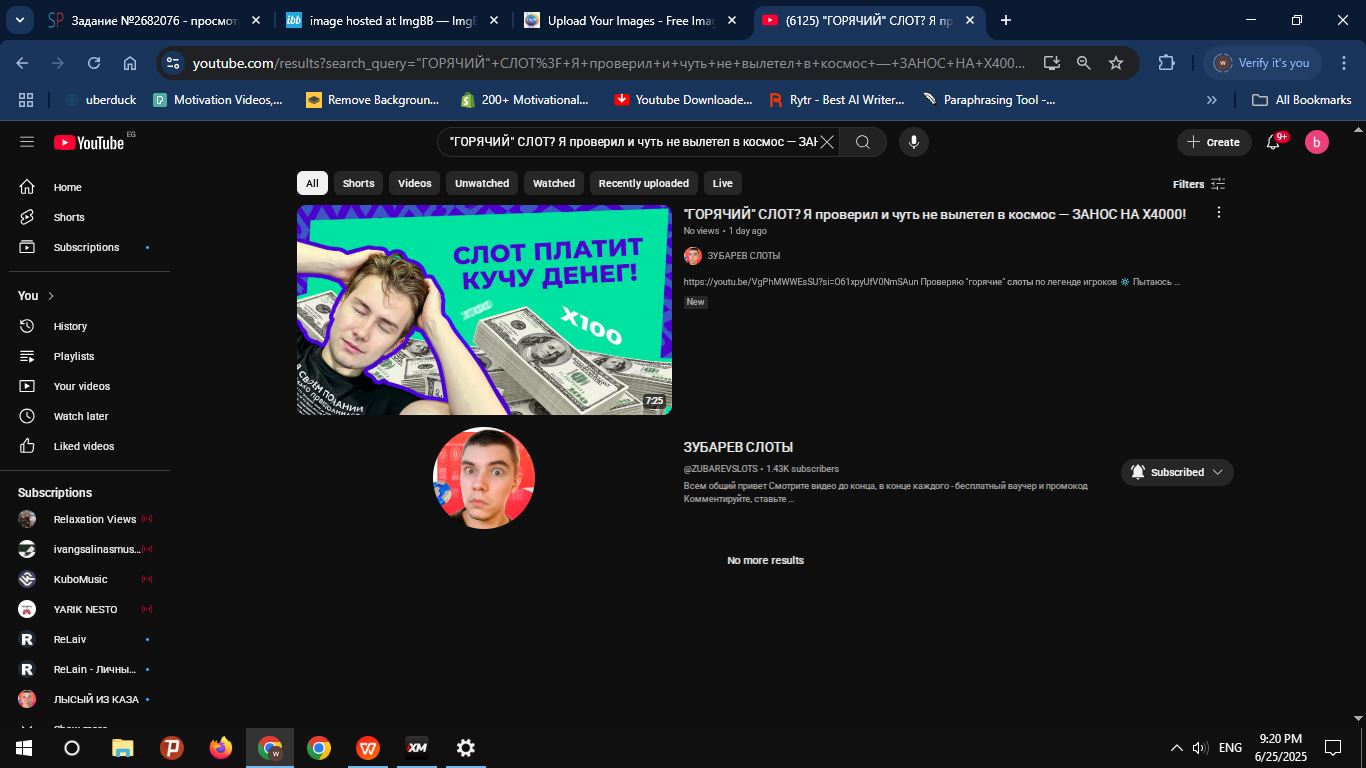 Задание №2682076 - просмотр
image hosted at ImgBB — ImgB
Upload Your Images - Free Imag
(6125) "ГОРЯЧИЙ" СЛОТ? Я пр
youtube.com/results?search_query="ГОРЯЧИЙ"+СЛОТ%3F+Я+проверил+и+чуть+не+вылетел+в+космос+—+ЗАНОС+НА+X400...
Verify it's you
uberduck
Motivation Videos,...
Remove Backgroun...
200+ Motivational...
Youtube Downloade...
Rytr - Best AI Writer...
Paraphrasing Tool -...
All Bookmarks
YouTube
EG
"ГОРЯЧИЙ" СЛОТ? Я проверил и чуть не вылетел в космос — ЗАН
Create
9+
b
Home
Shorts
Subscriptions
You
History
Playlists
Your videos
Watch later
Liked videos
Subscriptions
Relaxation Views
ivangsalinasmus...
KuboMusic
YARIK NESTO
ReLaiv
ReLain - Личны...
ЛЫСЫЙ ИЗ КАЗА
All
Shorts
Videos
Unwatched
Watched
Recently uploaded
Live
Filters
СЛОТ ПЛАТИТ
КУЧУ ДЕНЕГ!
X100
7:25
"ГОРЯЧИЙ" СЛОТ? Я проверил и чуть не вылетел в космос — ЗАНОС НА X4000!
No views • 1 day ago
ЗУБАРЕВ СЛОТЫ
https://youtu.be/VgPhMWWEsSU?si=O61xpyUfV0NmSAun Проверяю "горячие" слоты по легенде игроков Пытаюсь ...
New
ЗУБАРЕВ СЛОТЫ
@ZUBAREVSLOTS • 1.43K subscribers
Всем общий привет Смотрите видео до конца, в конце каждого - бесплатный ваучер и промокод
Комментируйте, ставьте ...
Subscribed
No more results
ENG
9:20 PM
6/25/2025